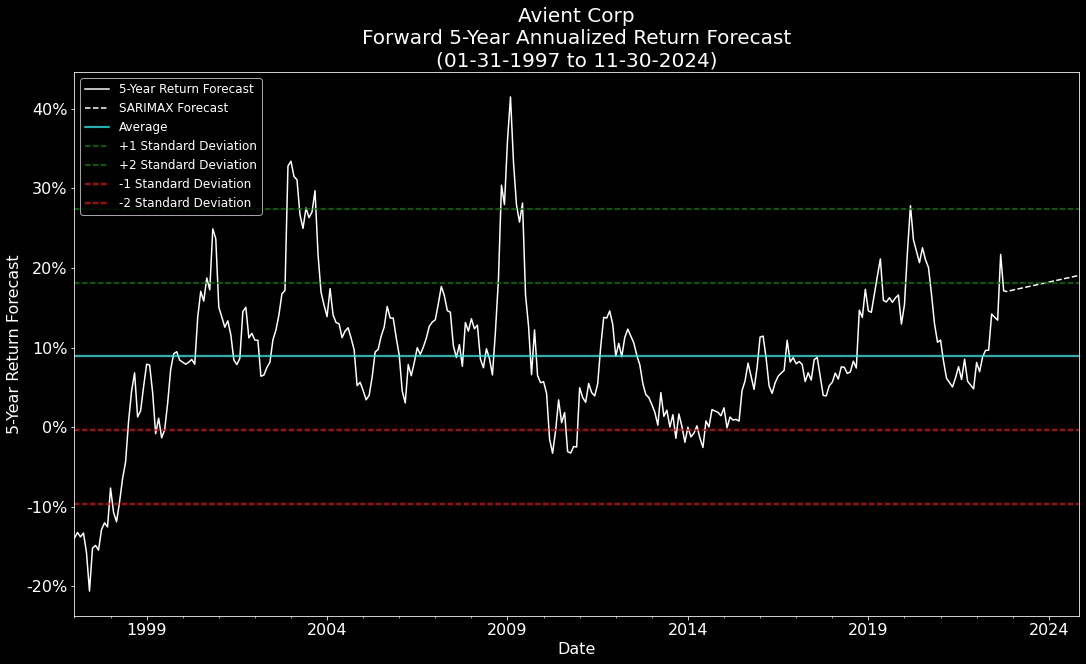 Avient Corp
Forward 5-Year Annualized Return Forecast
(01-31-1997 to 11-30-2024)
5-Year Return Forecast
SARIMAX Forecast
Average
+1 Standard Deviation
+2 Standard Deviation
-1 Standard Deviation
-2 Standard Deviation
5-Year Return Forecast
40%
30%
20%
10%
0%
-10%
-20%
1999
2004
2009
2014
2019
2024
Date